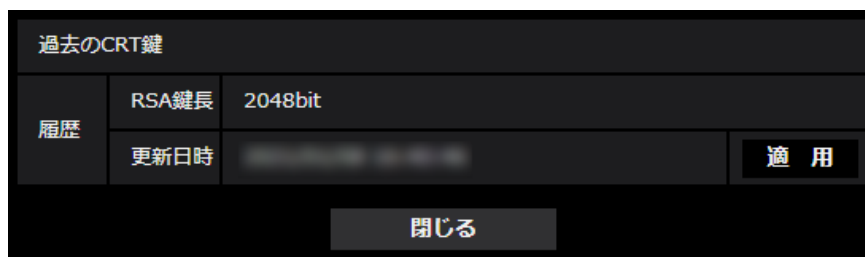 過去のCRT鍵
履歴
RSA鍵長 2048bit
更新日時
適 用
閉じる